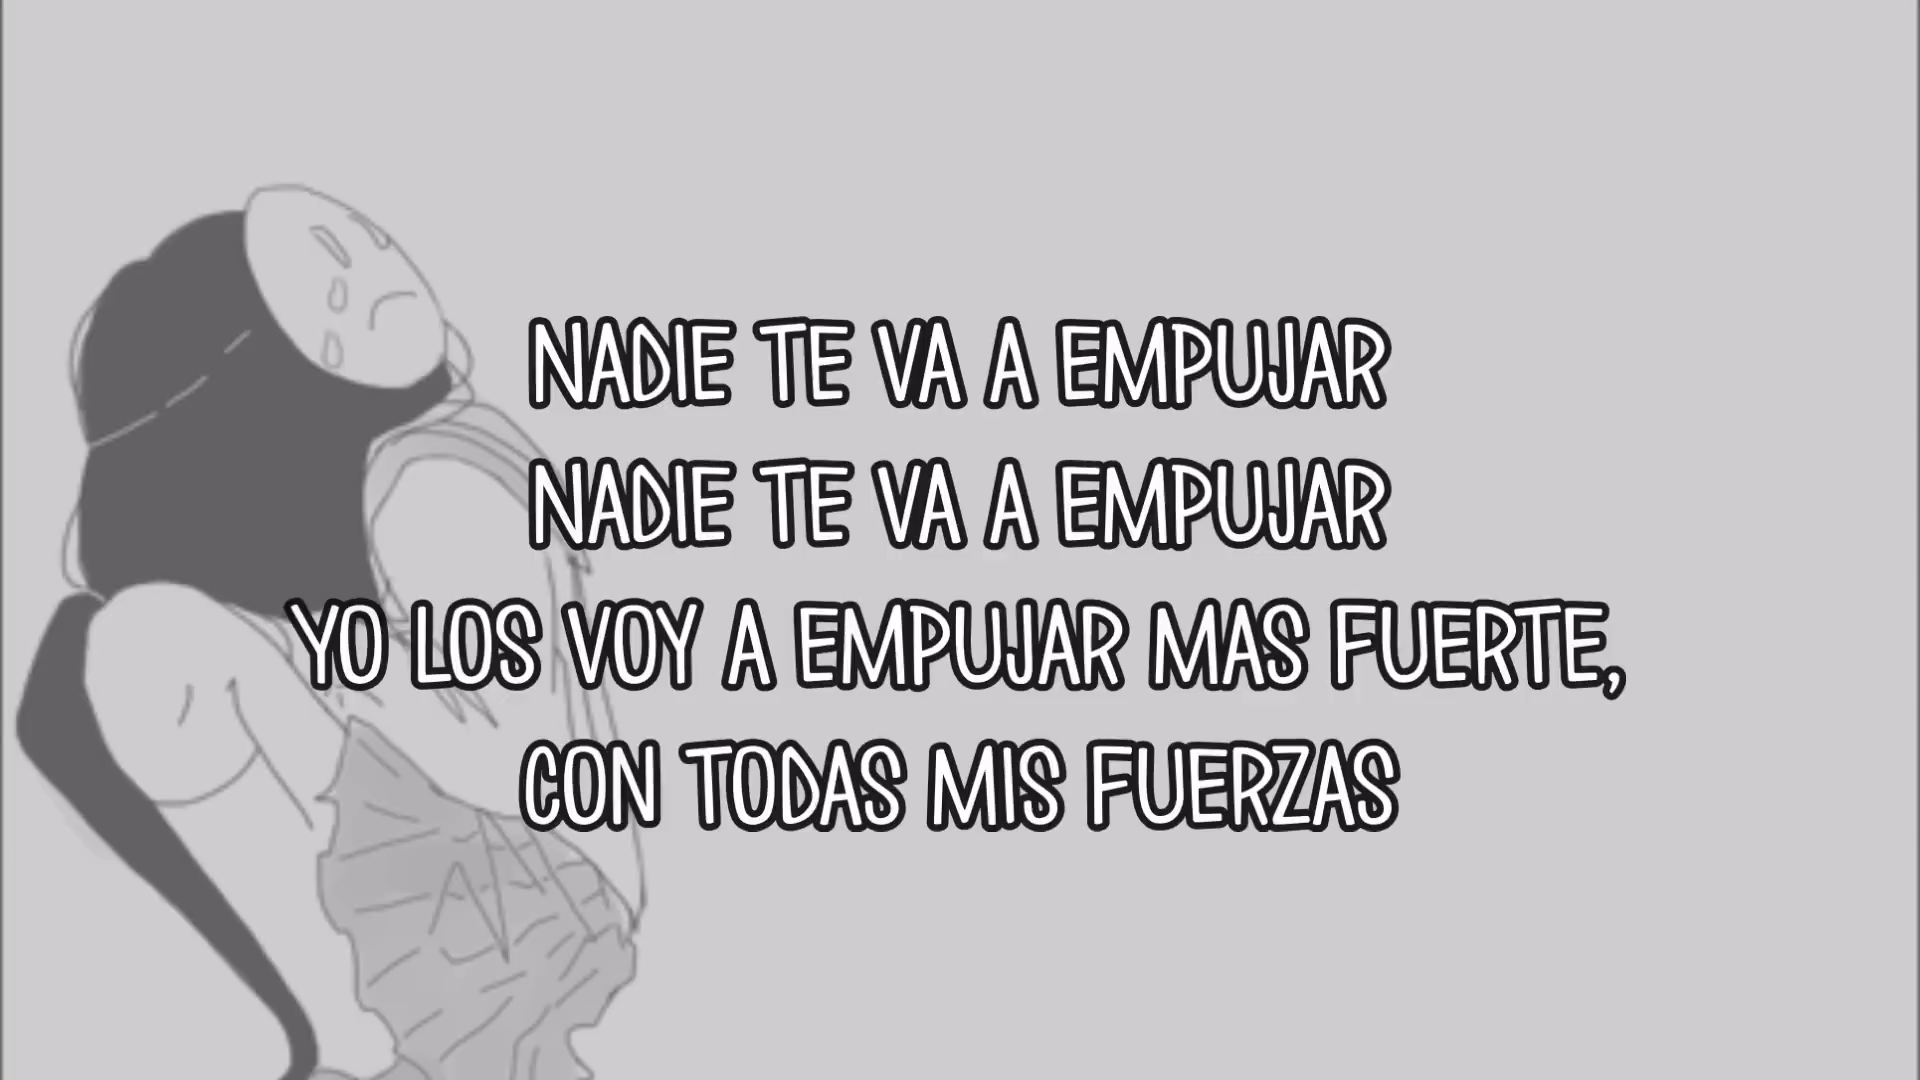 NADIE TE VA A EMPUJAR
NADIE TE VA A EMPUJAR
YO LOS VOY A EMPUJAR MAS FUERTE,
CON TODAS MIS FUERZAS